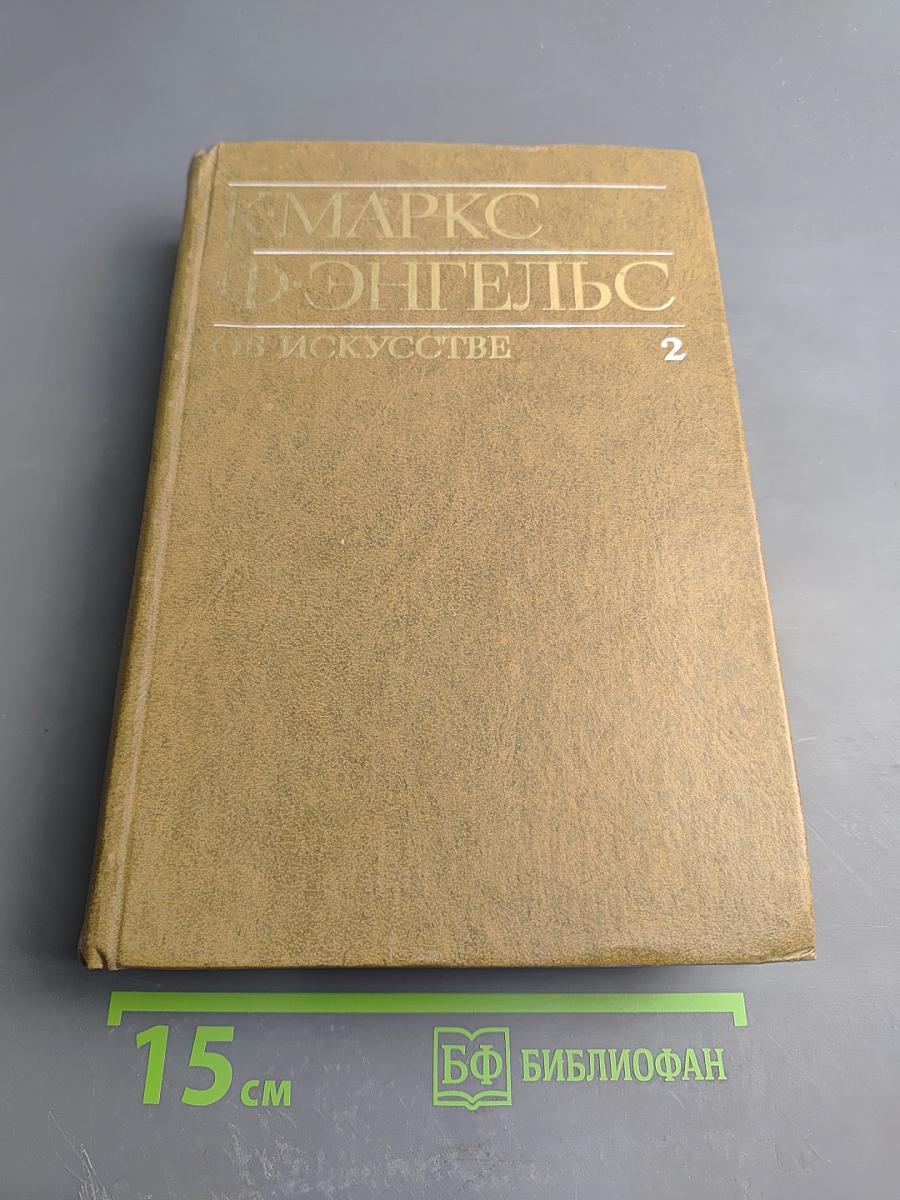 К·МАРКС
Ф·ЭНГЕЛЬС
ОБ ИСКУССТВЕ 2
15 см
БФ БИБЛИОФАН